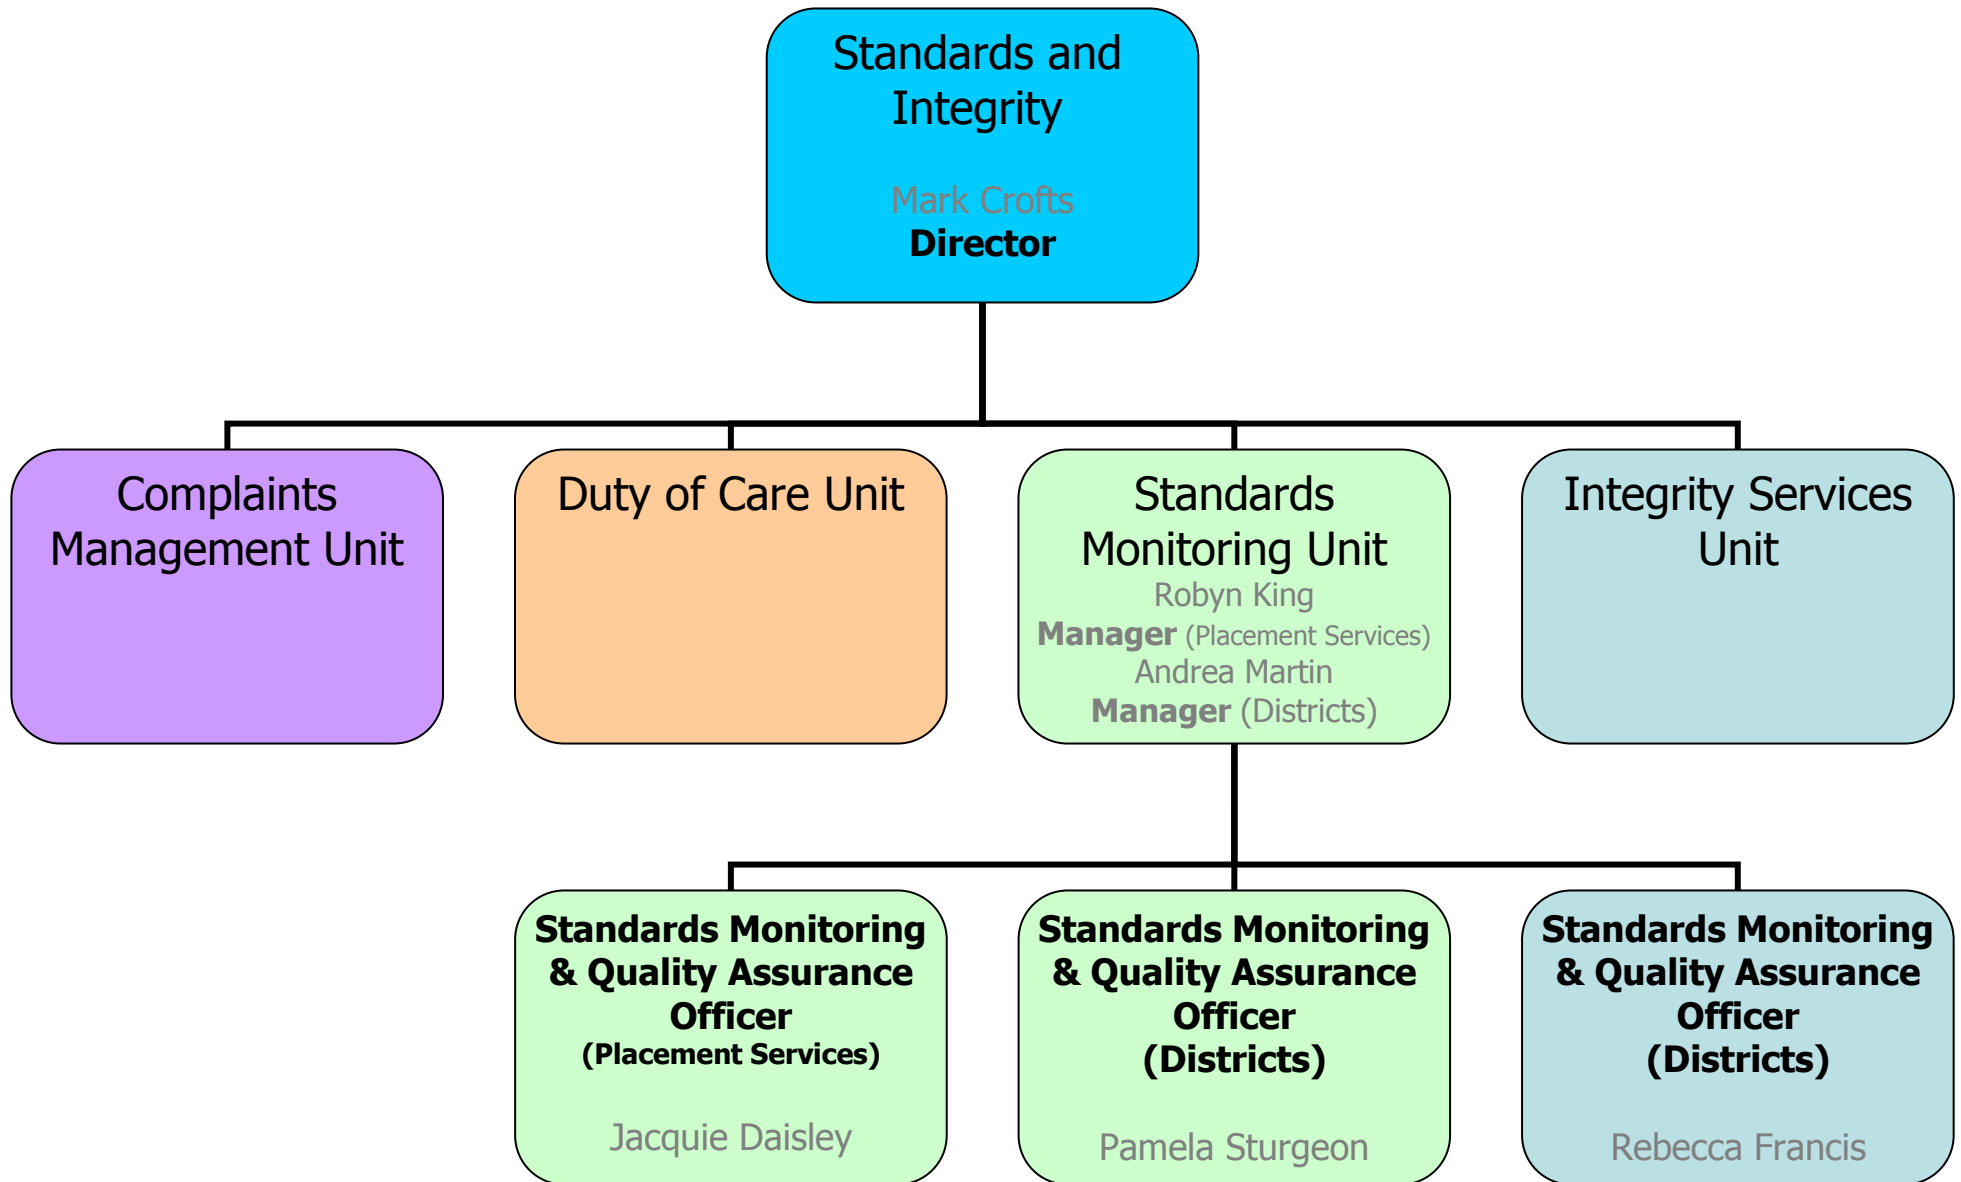 Standards and
Integrity
Mark Crofts
Director
Complaints
Management Unit
Duty of Care Unit
Standards
Monitoring Unit
Robyn King
Manager (Placement Services)
Andrea Martin
Manager (Districts)
Integrity Services
Unit
Standards Monitoring
& Quality Assurance
Officer
(Placement Services)
Jacquie Daisley
Standards Monitoring
& Quality Assurance
Officer
(Districts)
Pamela Sturgeon
Standards Monitoring
& Quality Assurance
Officer
(Districts)
Rebecca Francis